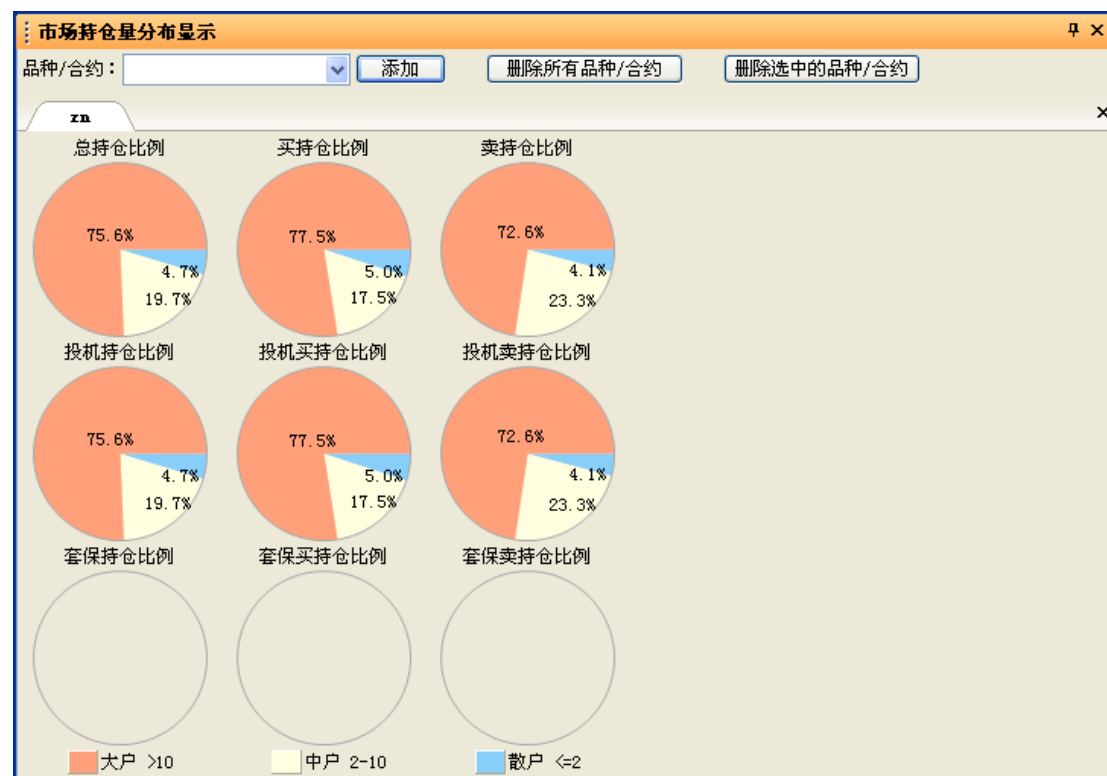 市场持仓量分布显示
品种/合约： 添加 删除所有品种/合约 删除选中的品种/合约
zn
总持仓比例 买持仓比例 卖持仓比例
75.6% 77.5% 72.6%
4.7% 5.0% 4.1%
19.7% 17.5% 23.3%
投机持仓比例 投机买持仓比例 投机卖持仓比例
75.6% 77.5% 72.6%
4.7% 5.0% 4.1%
19.7% 17.5% 23.3%
套保持仓比例 套保买持仓比例 套保卖持仓比例
大户 >10 中户 2-10 散户 <=2